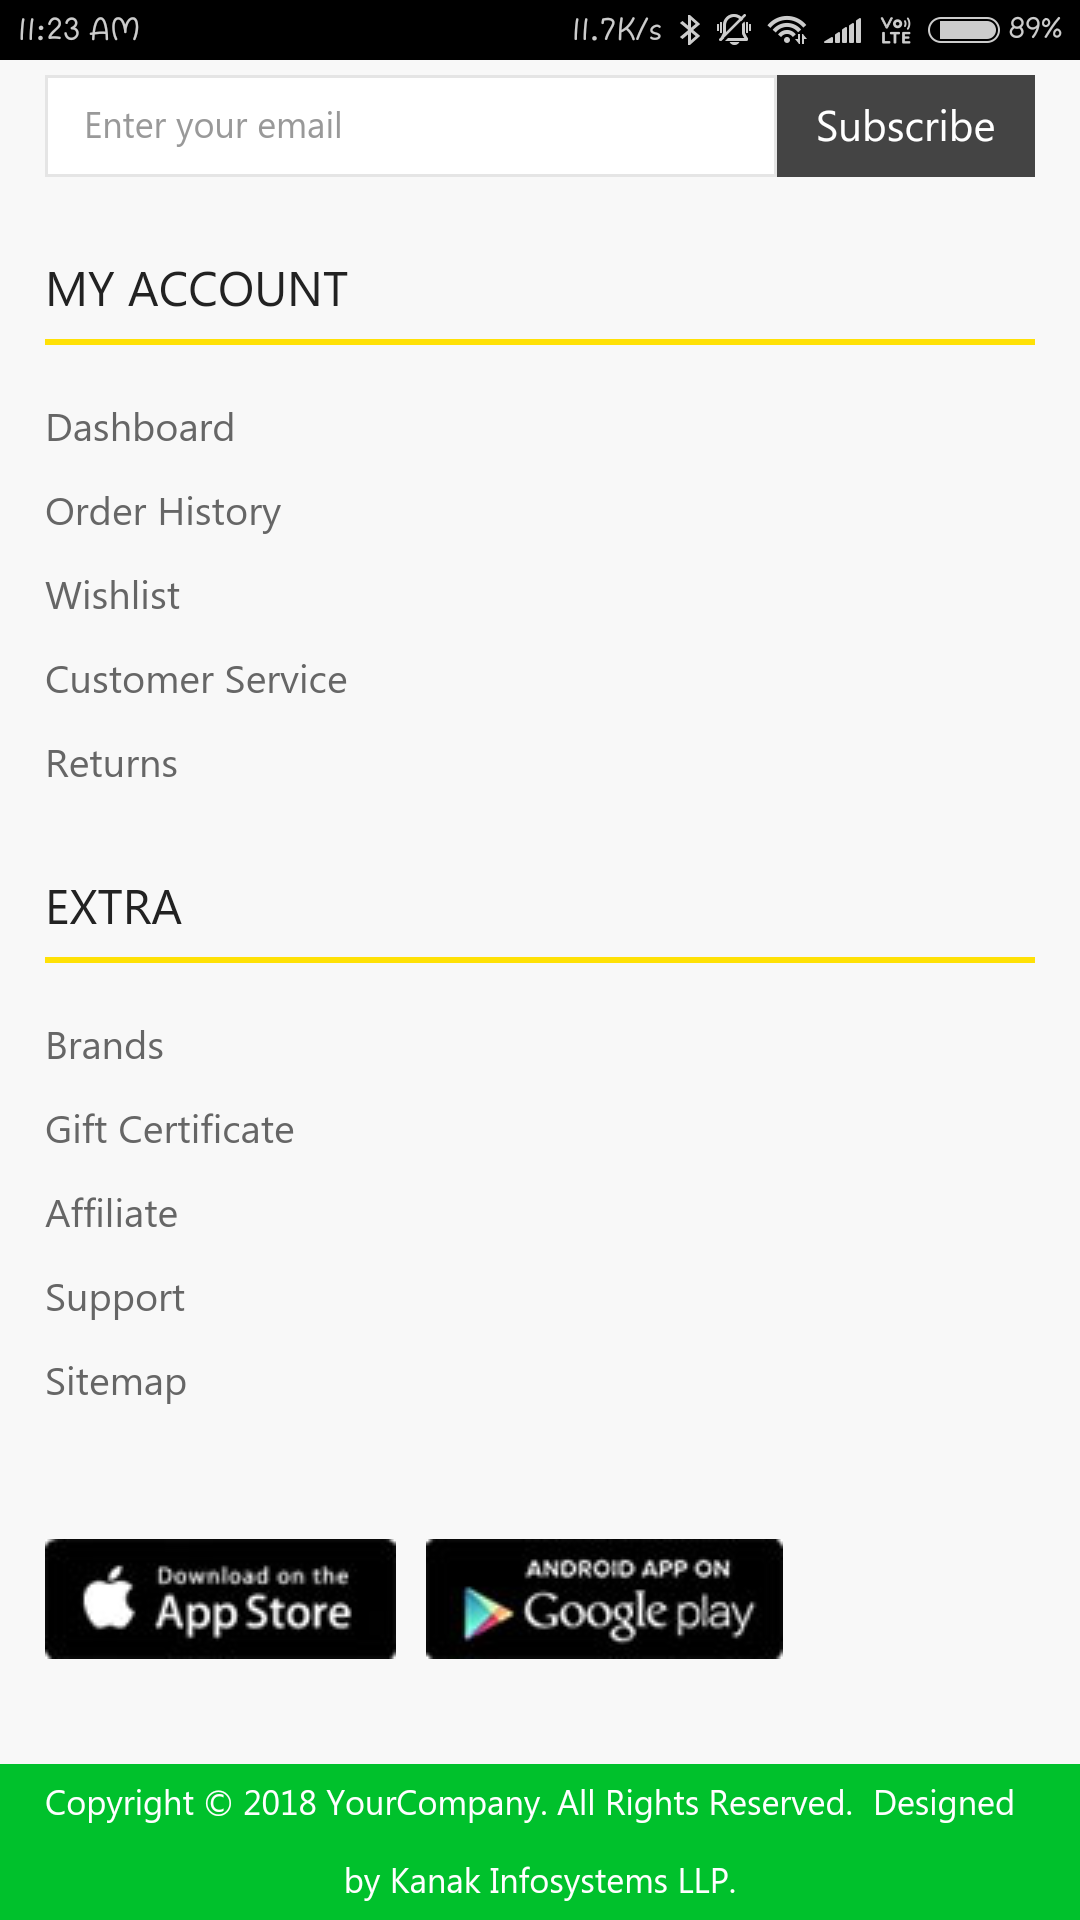 11:23 AM
11.7K/s
VoLTE
89%
Enter your email
Subscribe
MY ACCOUNT
Dashboard
Order History
Wishlist
Customer Service
Returns
EXTRA
Brands
Gift Certificate
Affiliate
Support
Sitemap
Download on the
App Store
ANDROID APP ON
Google play
Copyright © 2018 YourCompany. All Rights Reserved. Designed
by Kanak Infosystems LLP.